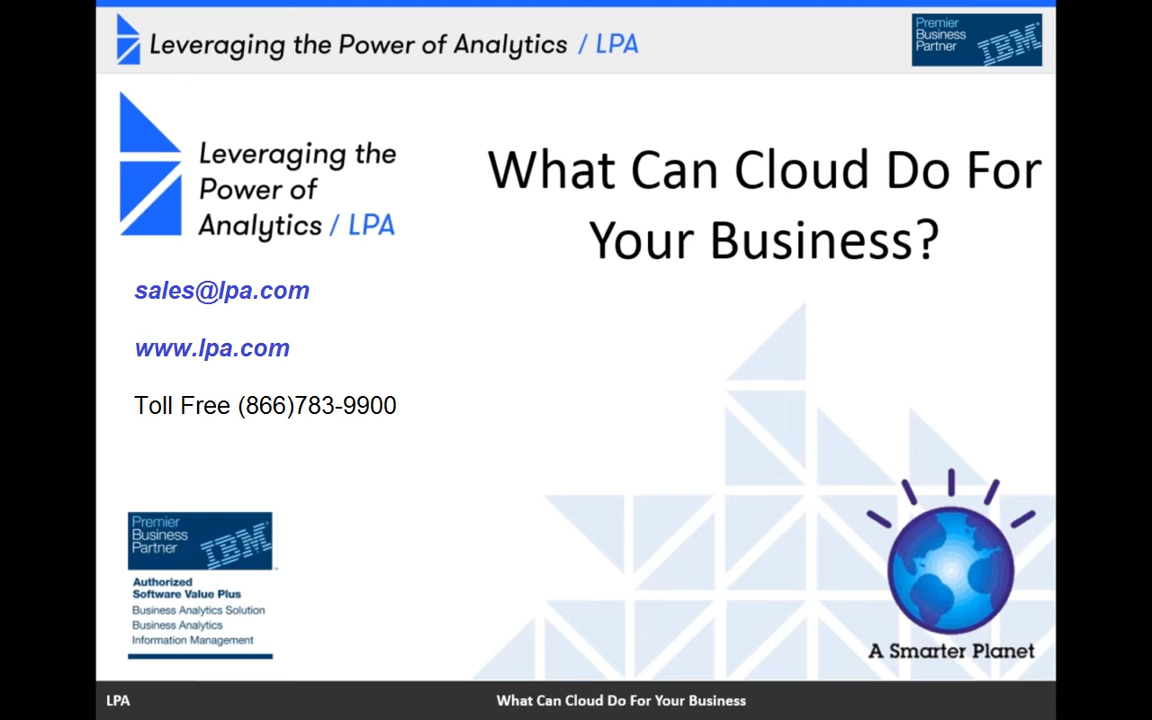 Leveraging the Power of Analytics / LPA
Premier
Business
Partner
IBM
Leveraging the
Power of
Analytics / LPA
What Can Cloud Do For
Your Business?
sales@lpa.com
www.lpa.com
Toll Free (866)783-9900
Premier
Business
Partner
IBM
Authorized
Software Value Plus
Business Analytics Solution
Business Analytics
Information Management
A Smarter Planet
LPA
What Can Cloud Do For Your Business